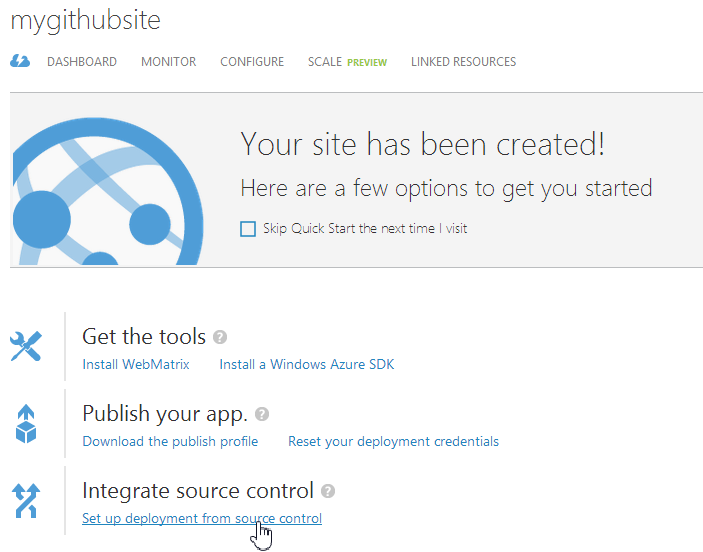 mygithubsite
DASHBOARD MONITOR CONFIGURE SCALE PREVIEW LINKED RESOURCES
Your site has been created!
Here are a few options to get you started
Skip Quick Start the next time I visit
Get the tools ?
Install WebMatrix Install a Windows Azure SDK
Publish your app. ?
Download the publish profile Reset your deployment credentials
Integrate source control ?
Set up deployment from source control